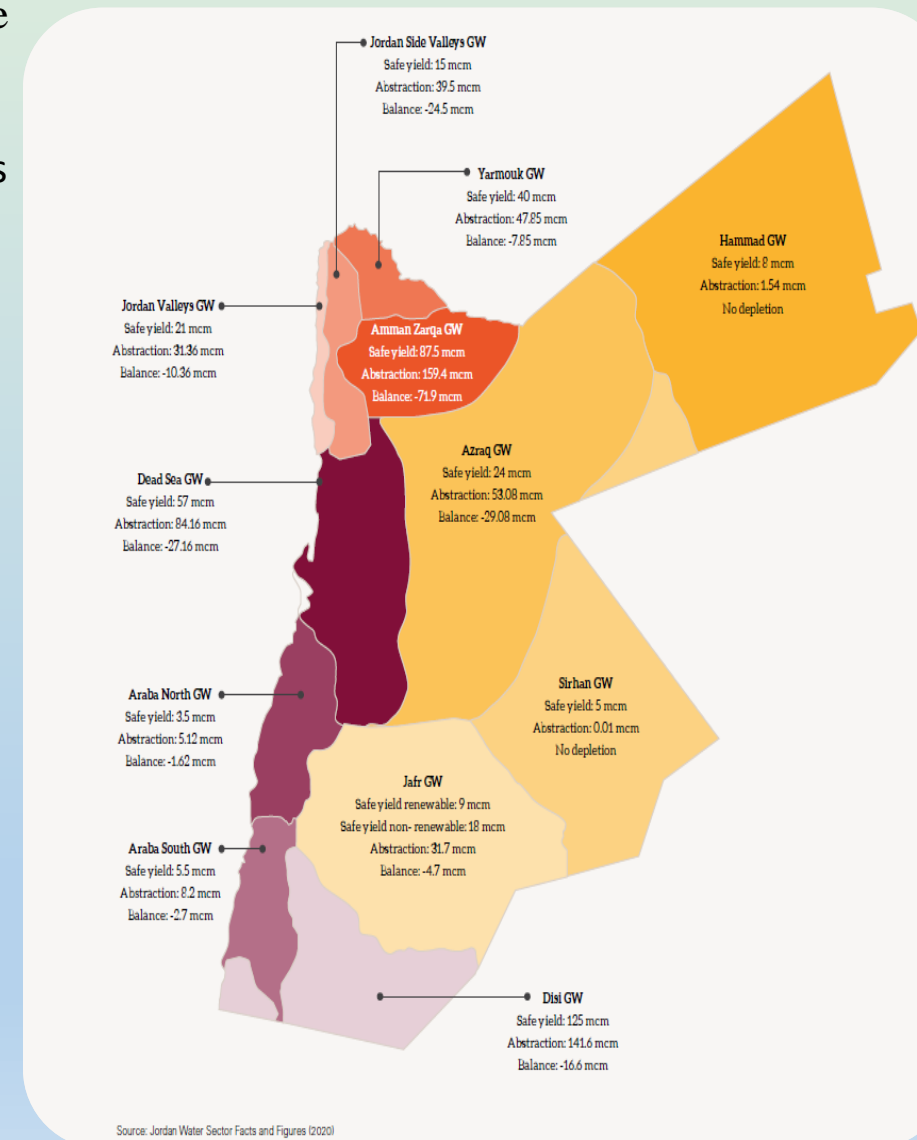 e
s
Jordan Side Valleys GW
Safe yield: 15 mcm
Abstraction: 39.5 mcm
Balance: -24.5 mcm
Yarmouk GW
Safe yield: 40 mcm
Abstraction: 47.85 mcm
Balance: -7.85 mcm
Hammad GW
Safe yield: 8 mcm
Abstraction: 1.54 mcm
No depletion
Jordan Valleys GW
Safe yield: 21 mcm
Abstraction: 31.36 mcm
Balance: -10.36 mcm
Amman Zarqa GW
Safe yield: 87.5 mcm
Abstraction: 159.4 mcm
Balance: -71.9 mcm
Azraq GW
Safe yield: 24 mcm
Abstraction: 53.08 mcm
Balance: -29.08 mcm
Dead Sea GW
Safe yield: 57 mcm
Abstraction: 84.16 mcm
Balance: -27.16 mcm
Araba North GW
Safe yield: 3.5 mcm
Abstraction: 5.12 mcm
Balance: -1.62 mcm
Sirhan GW
Safe yield: 5 mcm
Abstraction: 0.01 mcm
No depletion
Jafr GW
Safe yield renewable: 9 mcm
Safe yield non- renewable: 18 mcm
Abstraction: 31.7 mcm
Balance: -4.7 mcm
Araba South GW
Safe yield: 5.5 mcm
Abstraction: 8.2 mcm
Balance: -2.7 mcm
Disi GW
Safe yield: 125 mcm
Abstraction: 141.6 mcm
Balance: -16.6 mcm
Source: Jordan Water Sector Facts and Figures (2020)